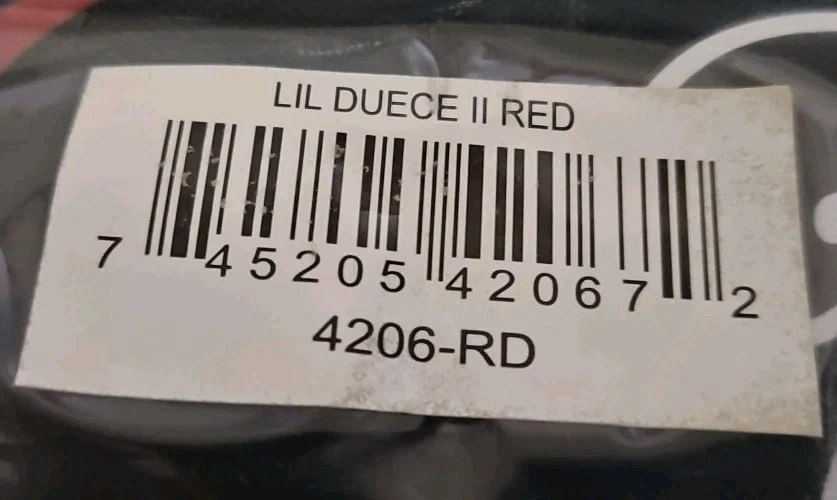 LIL DUECE II RED
7 45205 42067 2
4206-RD